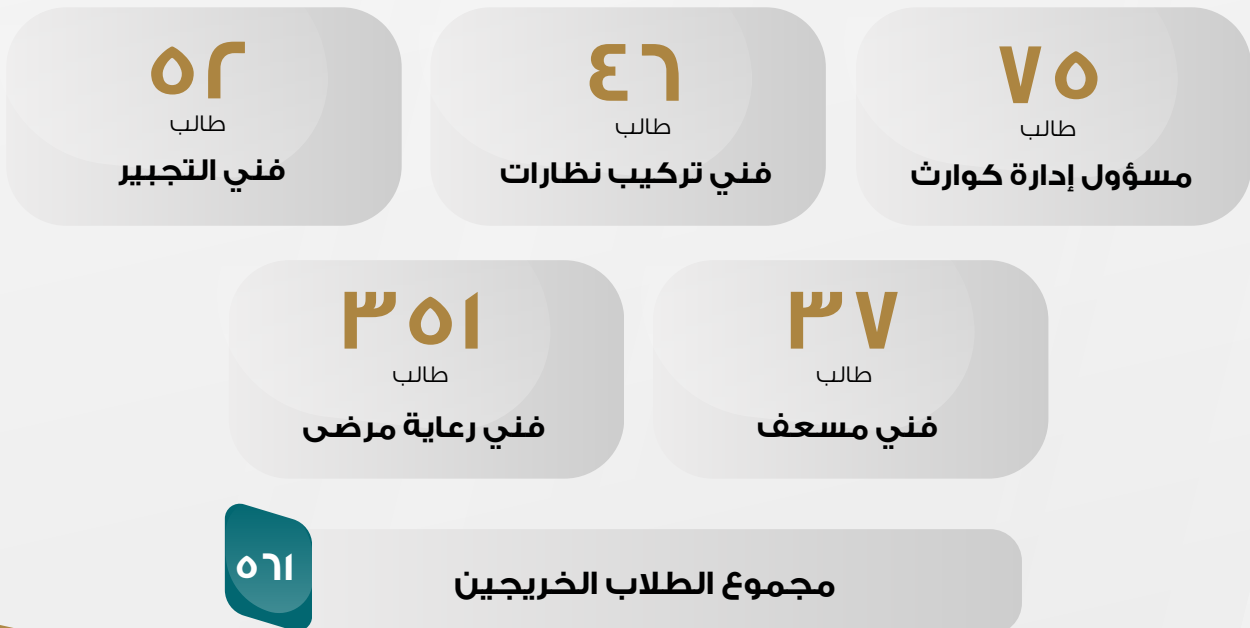 ٧٥
طالب
مسؤول إدارة كوارث
٤٦
طالب
فني تركيب نظارات
٥٢
طالب
فني التجبير
٣٧
طالب
فني مسعف
٣٥١
طالب
فني رعاية مرضى
مجموع الطلاب الخريجين
٥٦١